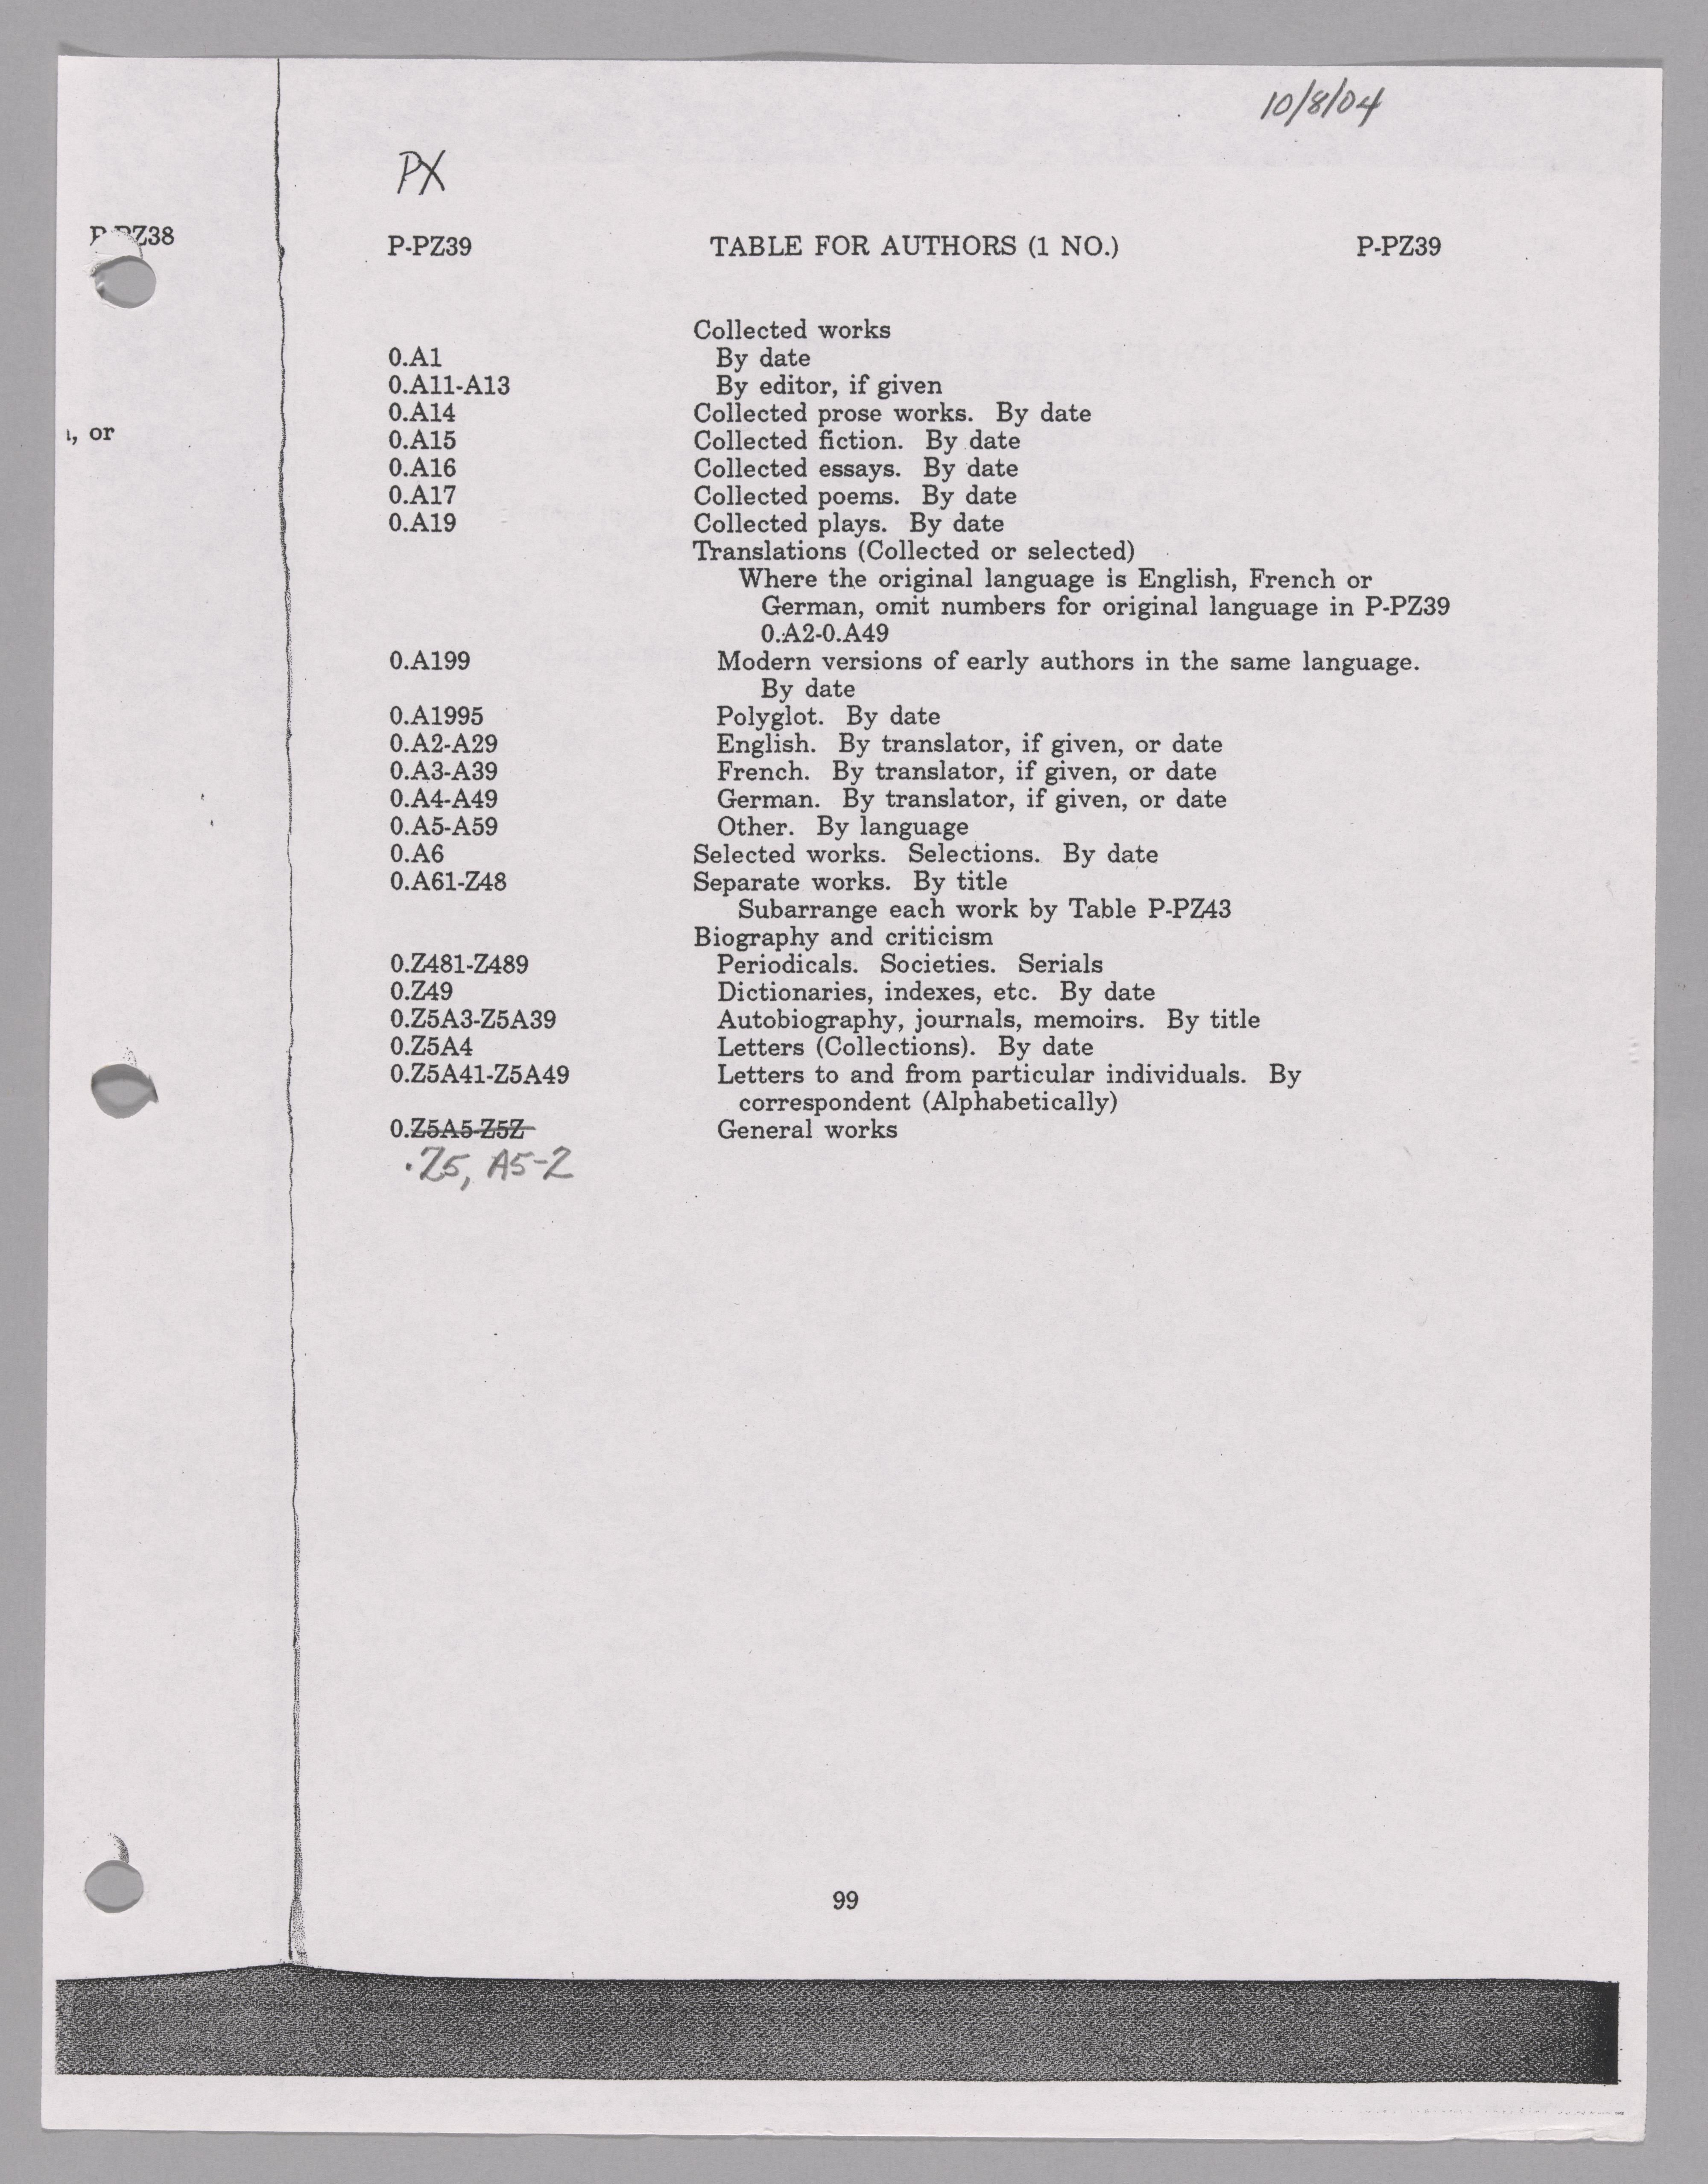 10/8/04
PX
P-PZ38
P-PZ39 TABLE FOR AUTHORS (1 NO.) P-PZ39
Collected works
0.A1 By date
0.A11-A13 By editor, if given
0.A14 Collected prose works. By date
, or
0.A15 Collected fiction. By date
0.A16 Collected essays. By date
0.A17 Collected poems. By date
0.A19 Collected plays. By date
Translations (Collected or selected)
Where the original language is English, French or
German, omit numbers for original language in P-PZ39
0.A2-0.A49
0.A199 Modern versions of early authors in the same language.
By date
0.A1995 Polyglot. By date
0.A2-A29 English. By translator, if given, or date
0.A3-A39 French. By translator, if given, or date
0.A4-A49 German. By translator, if given, or date
0.A5-A59 Other. By language
0.A6 Selected works. Selections. By date
0.A61-Z48 Separate works. By title
Subarrange each work by Table P-PZ43
Biography and criticism
0.Z481-Z489 Periodicals. Societies. Serials
0.Z49 Dictionaries, indexes, etc. By date
0.Z5A3-Z5A39 Autobiography, journals, memoirs. By title
0.Z5A4 Letters (Collections). By date
0.Z5A41-Z5A49 Letters to and from particular individuals. By
correspondent (Alphabetically)
0.Z5A5-Z5Z General works
.Z5, A5-Z
99